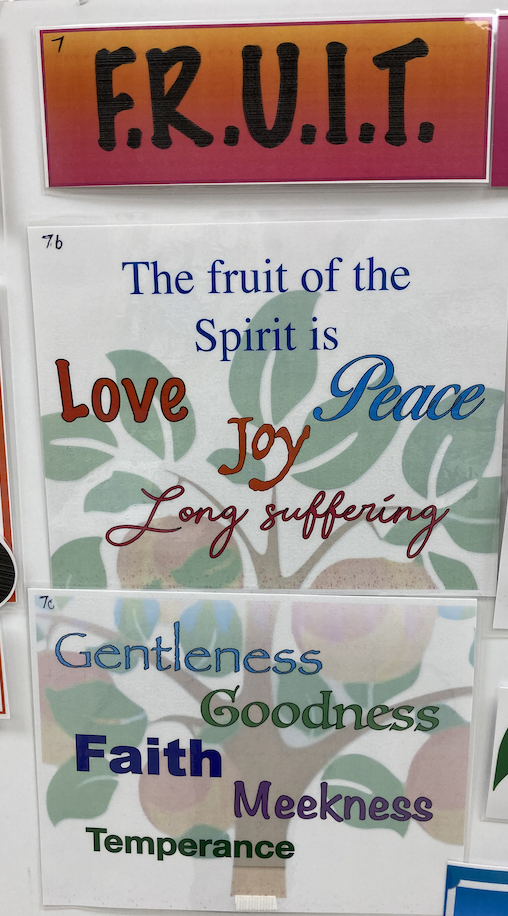 7
F.R.U.I.T.
7b
The fruit of the
Spirit is
Love Peace
Joy
Long suffering
7c
Gentleness
Goodness
Faith
Meekness
Temperance